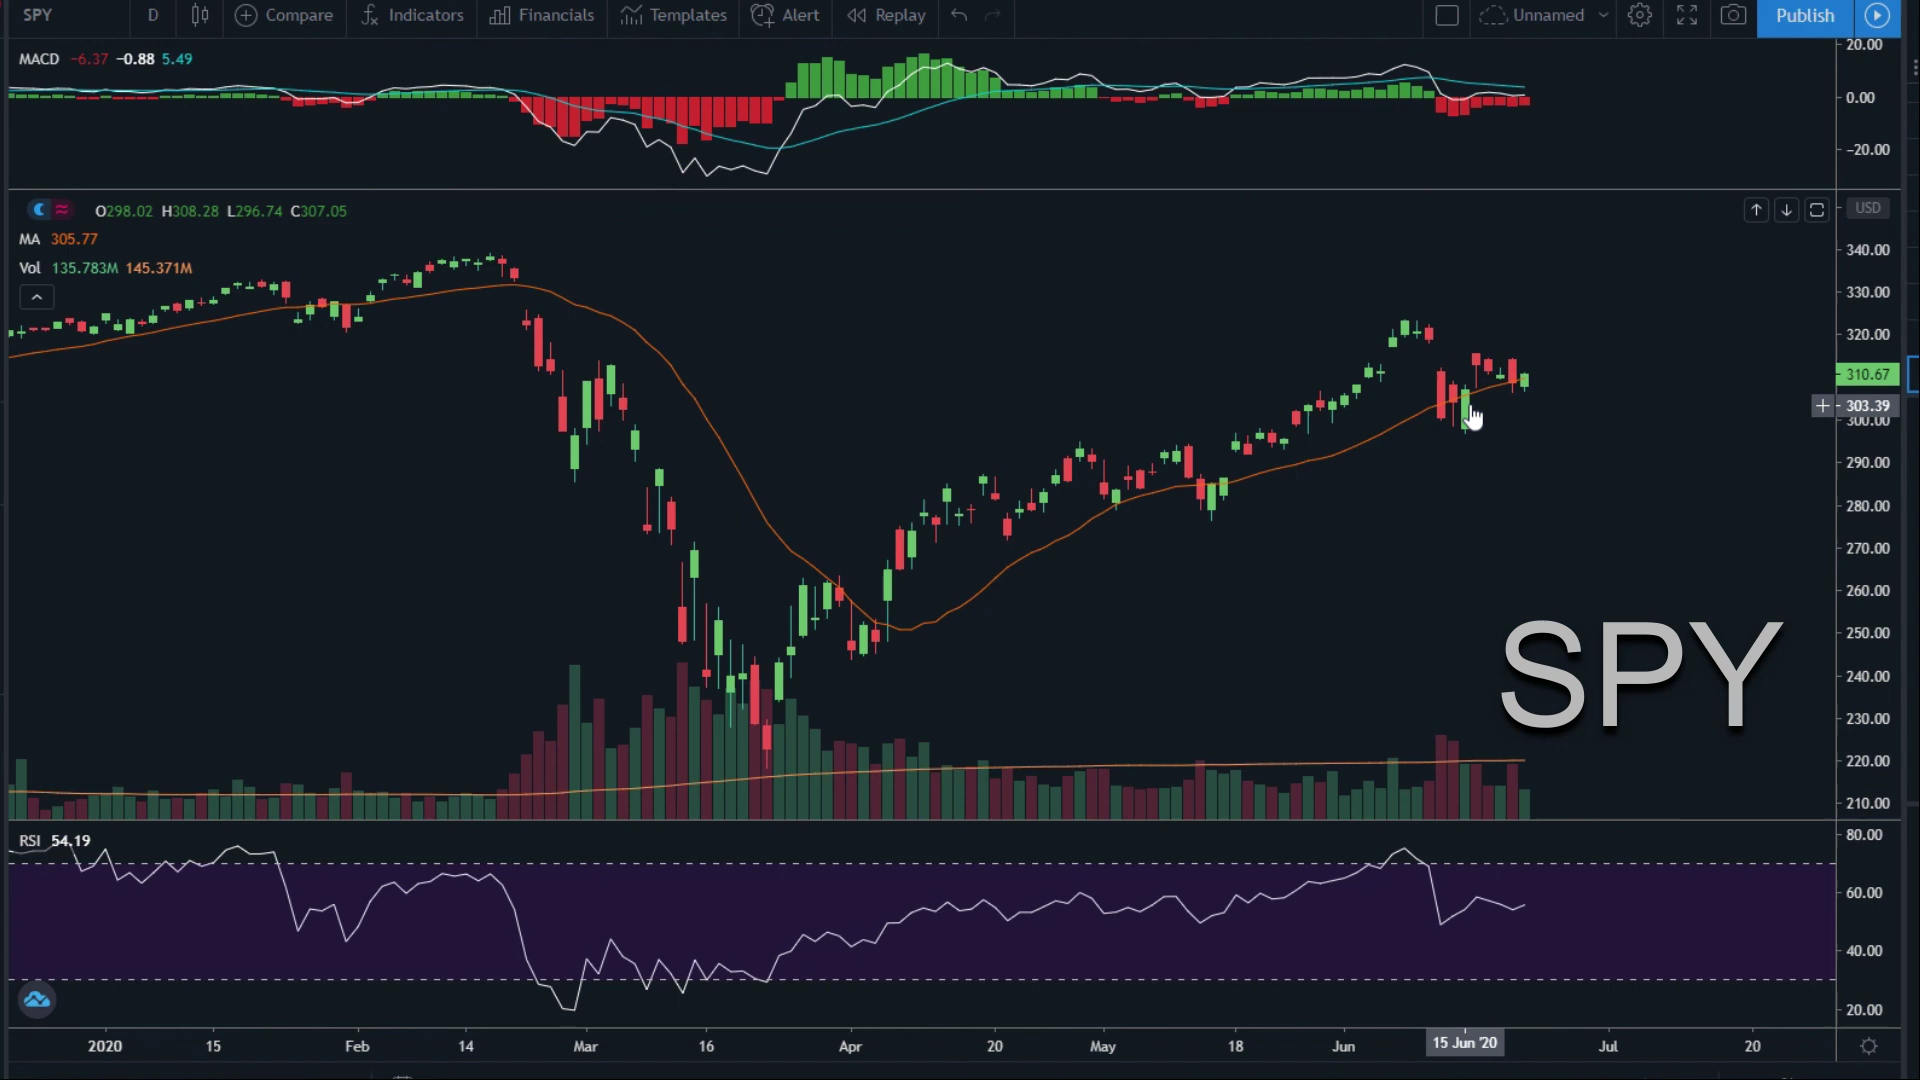 SPY D Compare Indicators Financials Templates Alert Replay Unnamed Publish
MACD −6.37 −0.88 5.49
20.00
0.00
−20.00
O298.02 H308.28 L296.74 C307.05
USD
MA 305.77
Vol 135.783M 145.371M
340.00
330.00
320.00
310.67
303.39
300.00
290.00
280.00
270.00
260.00
250.00
240.00
230.00
220.00
210.00
SPY
RSI 54.19
80.00
60.00
40.00
20.00
2020 15 Feb 14 Mar 16 Apr 20 May 18 Jun 15 Jun '20 Jul 20